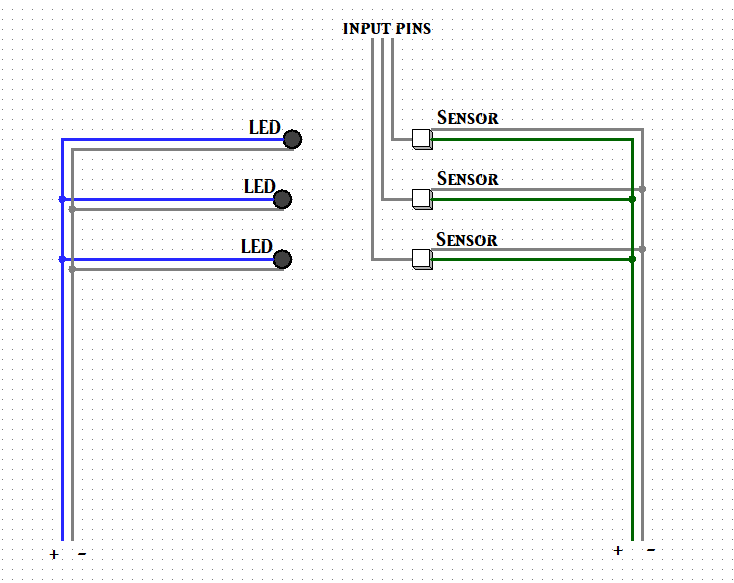 INPUT PINS
LED
SENSOR
LED
SENSOR
LED
SENSOR
+ -
+ -